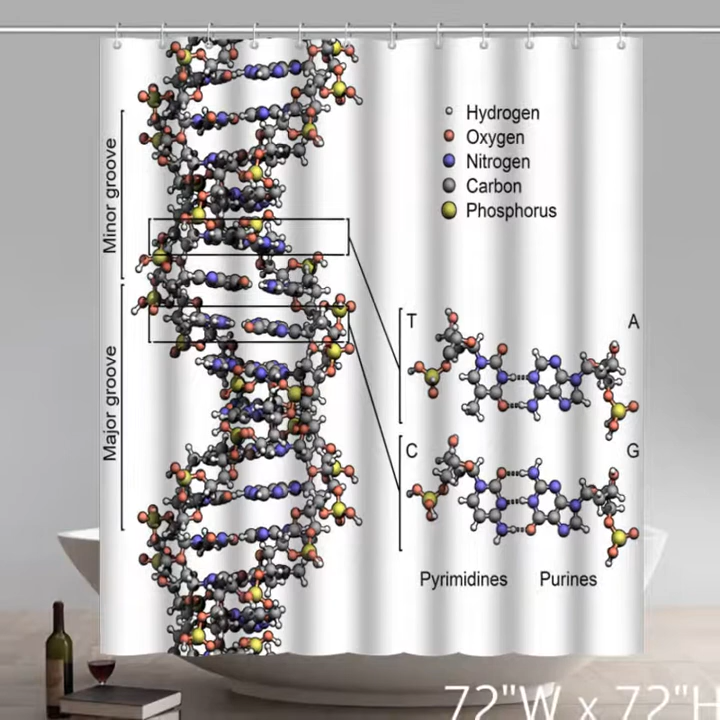 Hydrogen
Oxygen
Nitrogen
Carbon
Phosphorus
Minor groove
Major groove
T
A
C
G
Pyrimidines
Purines
72"W x 72"H